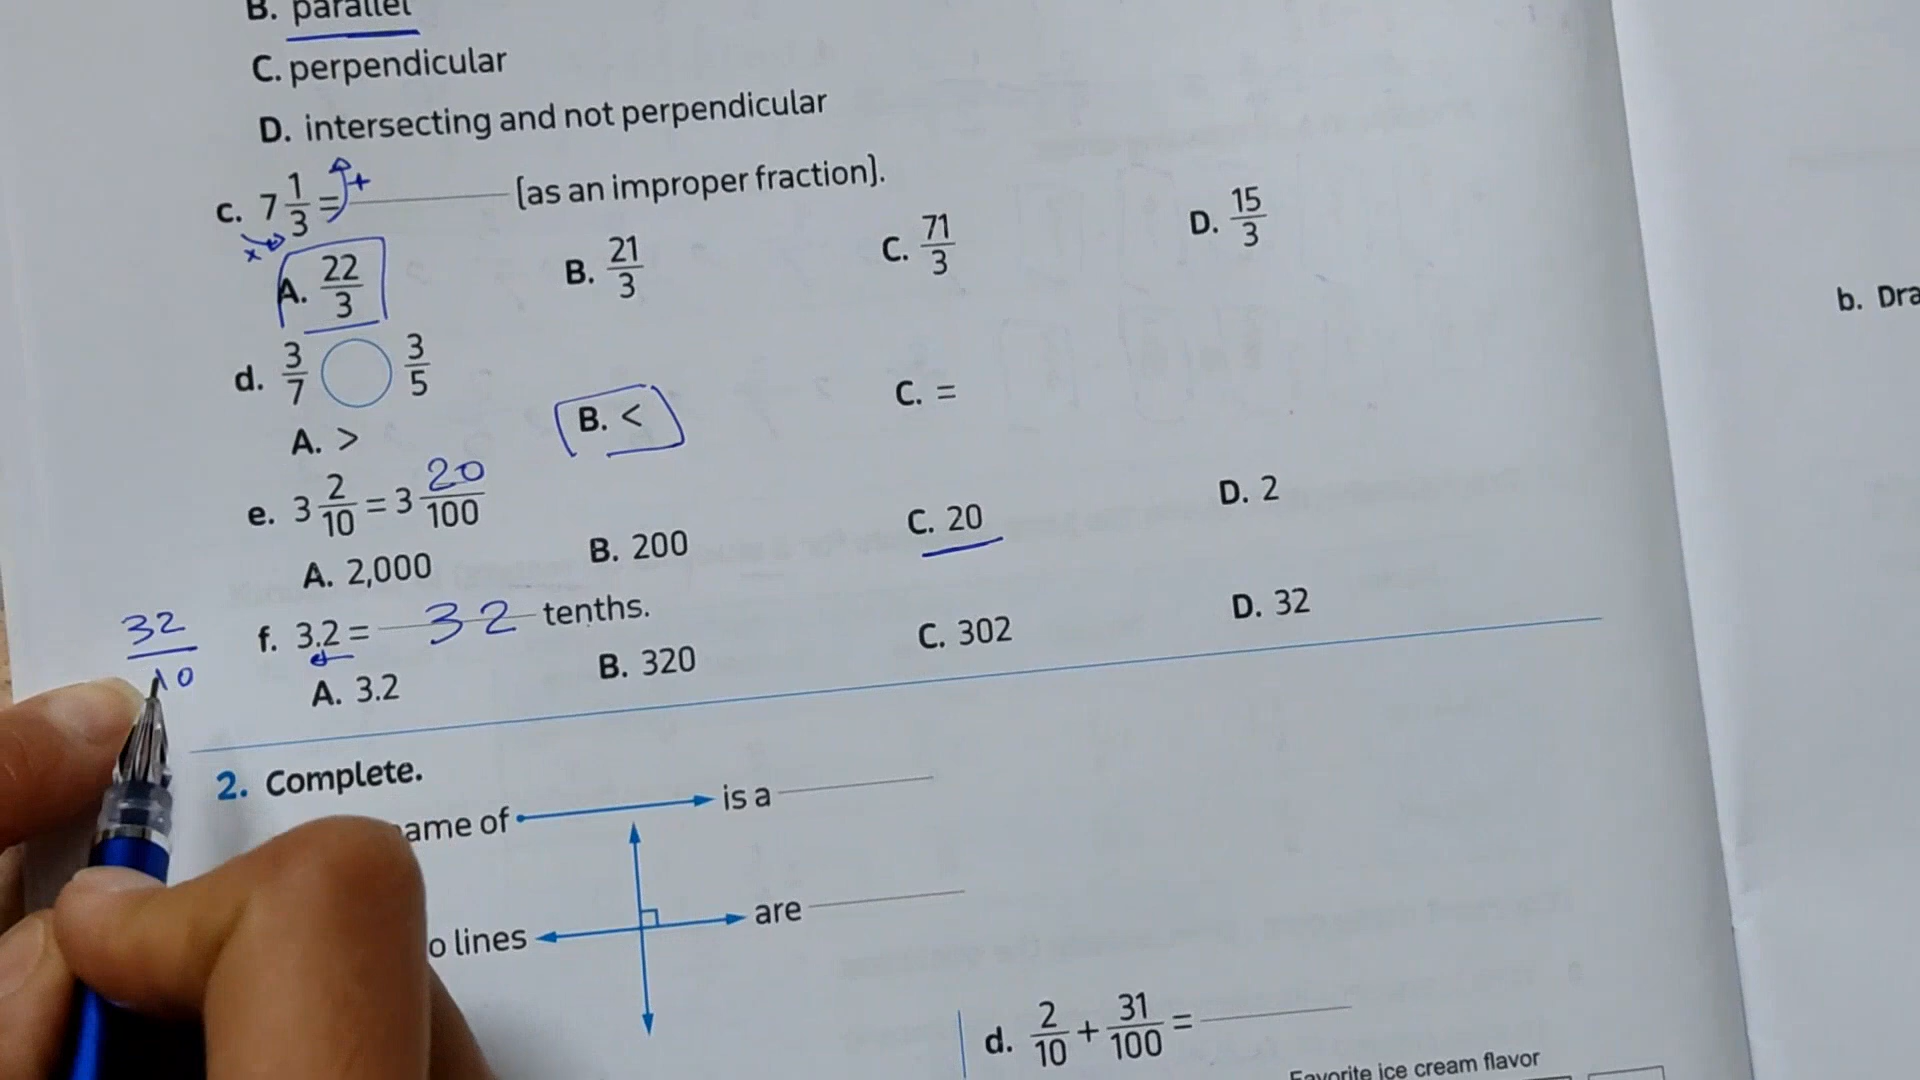 B. parallel
C. perpendicular
D. intersecting and not perpendicular
c. 7 1/3 = + (as an improper fraction).
x
A. 22/3 B. 21/3 C. 71/3 D. 15/3
d. 3/7 3/5
A. > B. < C. =
e. 3 2/10 = 3 20/100
A. 2,000 B. 200 C. 20 D. 2
32/10
f. 3.2 = 32 tenths.
A. 3.2 B. 320 C. 302 D. 32
2. Complete.
ame of is a
o lines are
d. 2/10 + 31/100 =
Favorite ice cream flavor
b. Dra